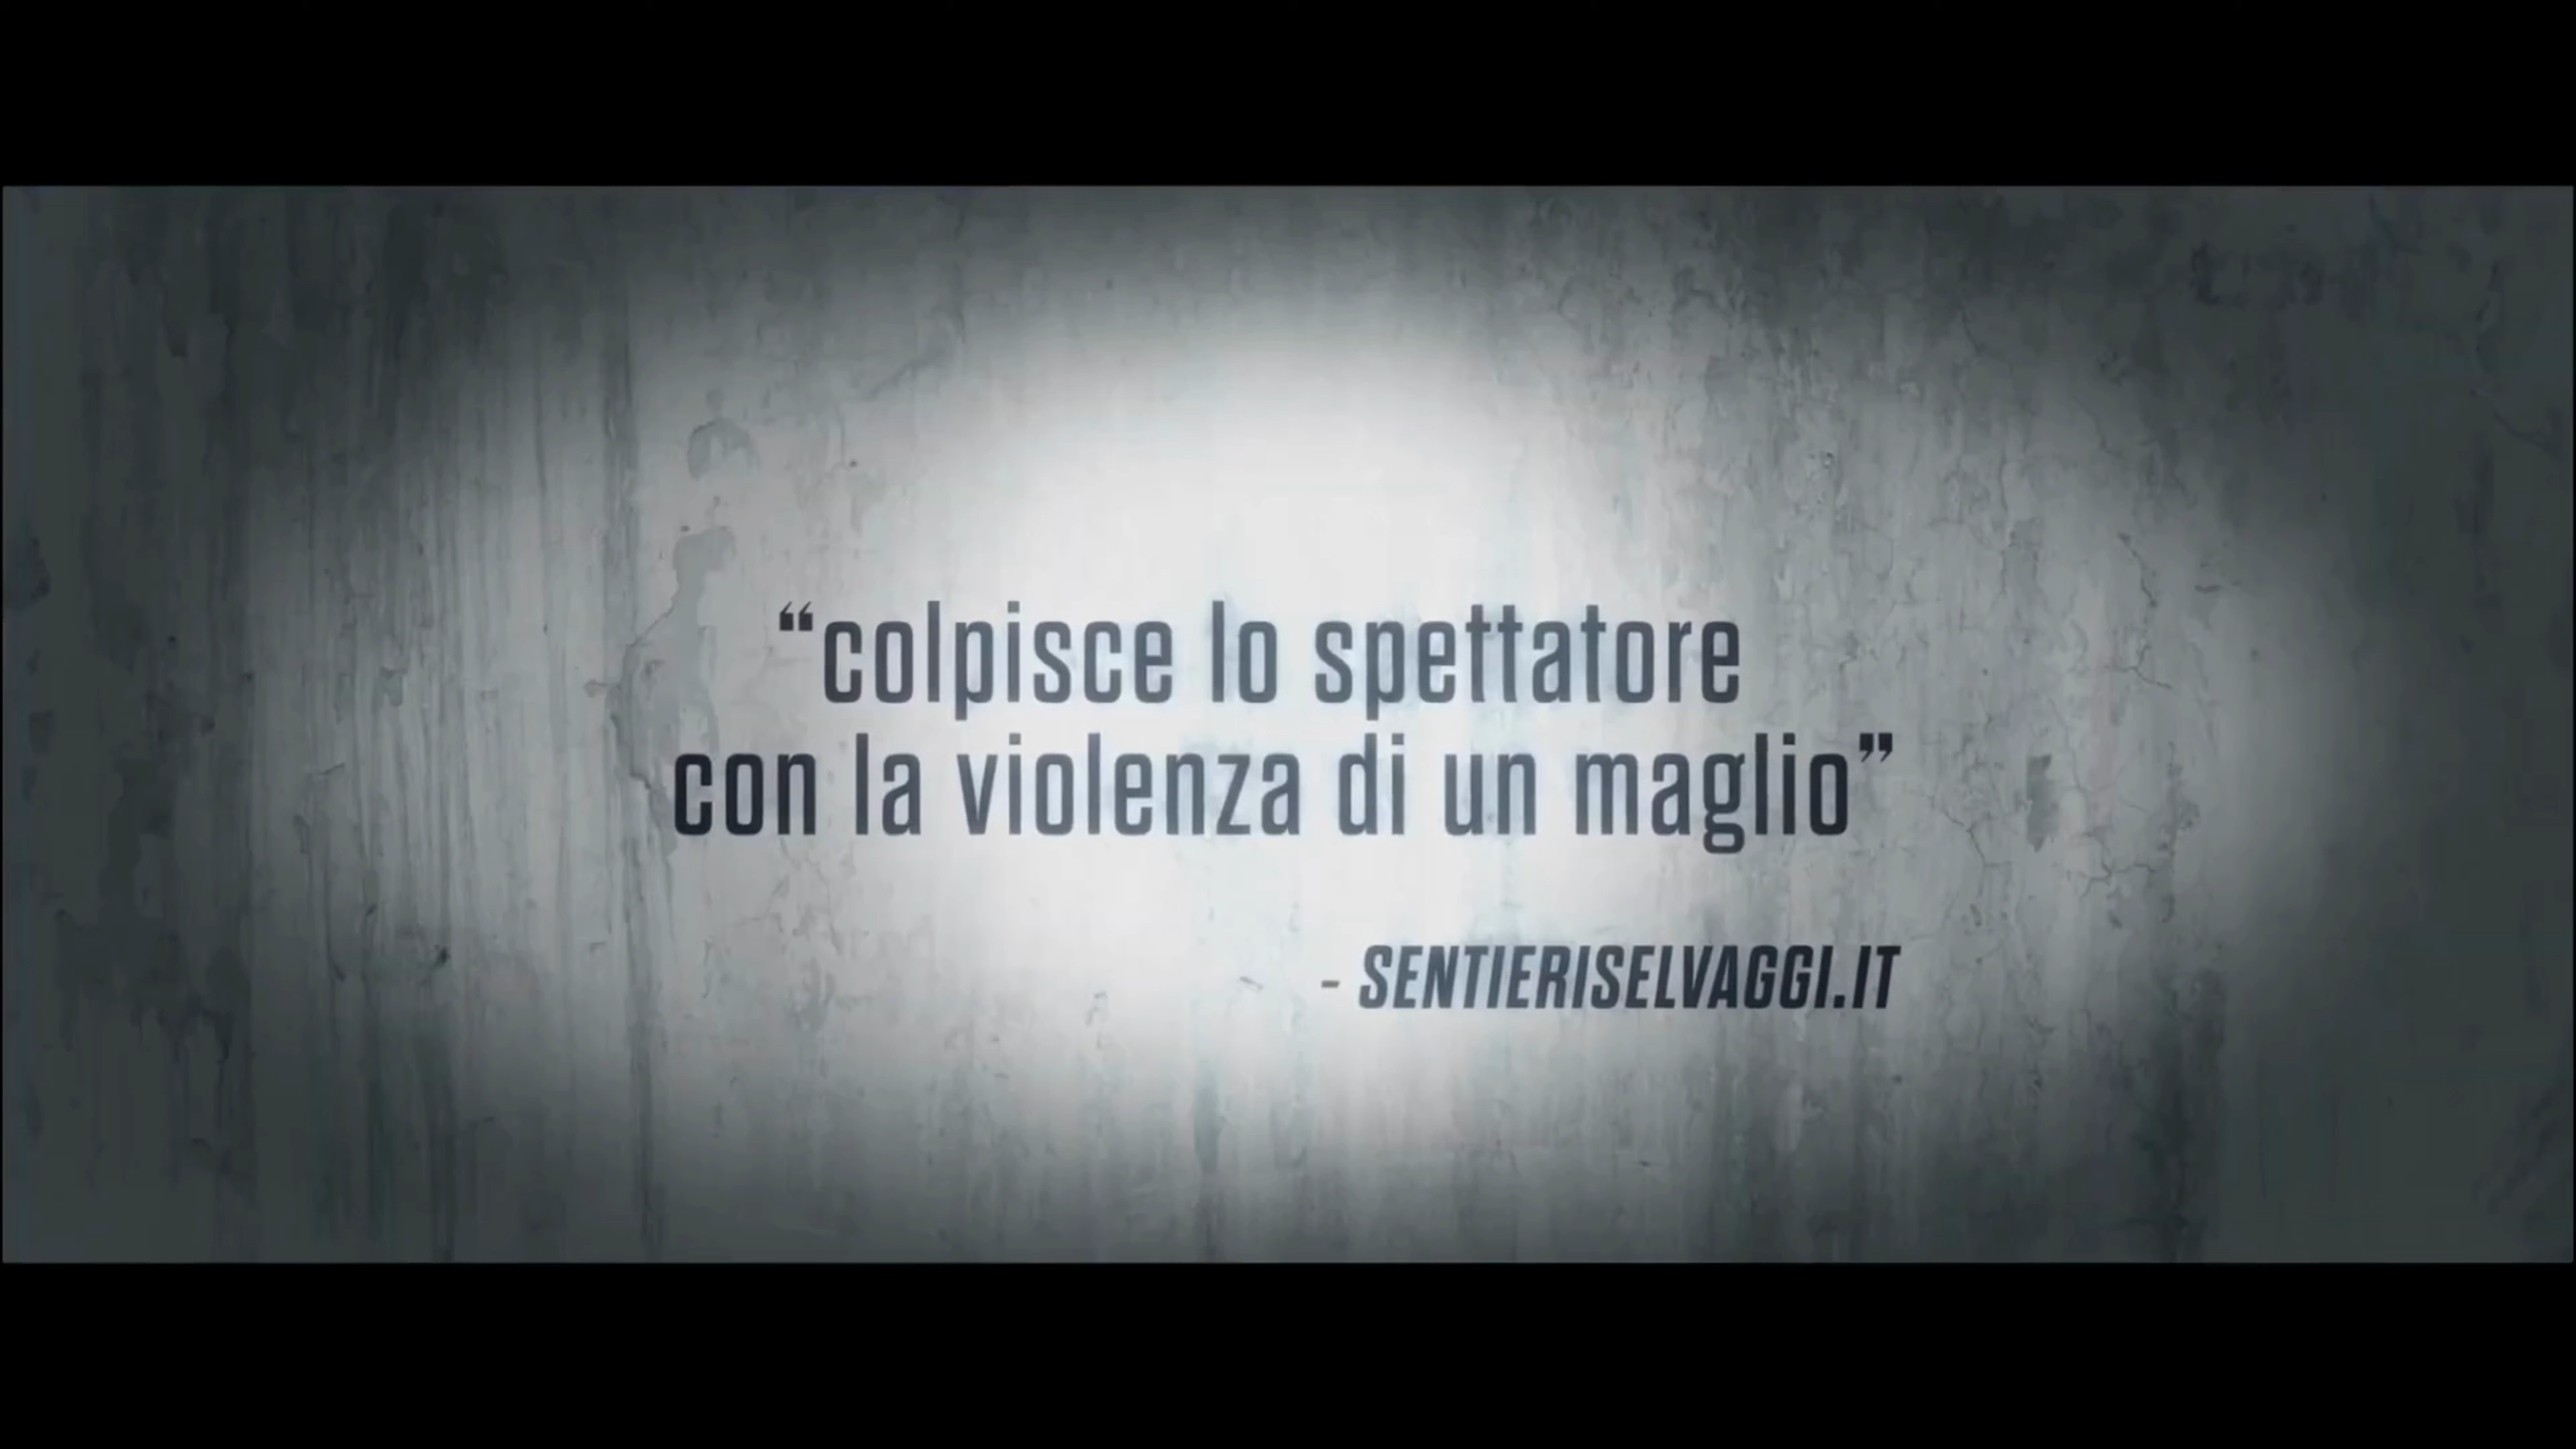 “colpisce lo spettatore
con la violenza di un maglio”
- SENTIERISELVAGGI.IT